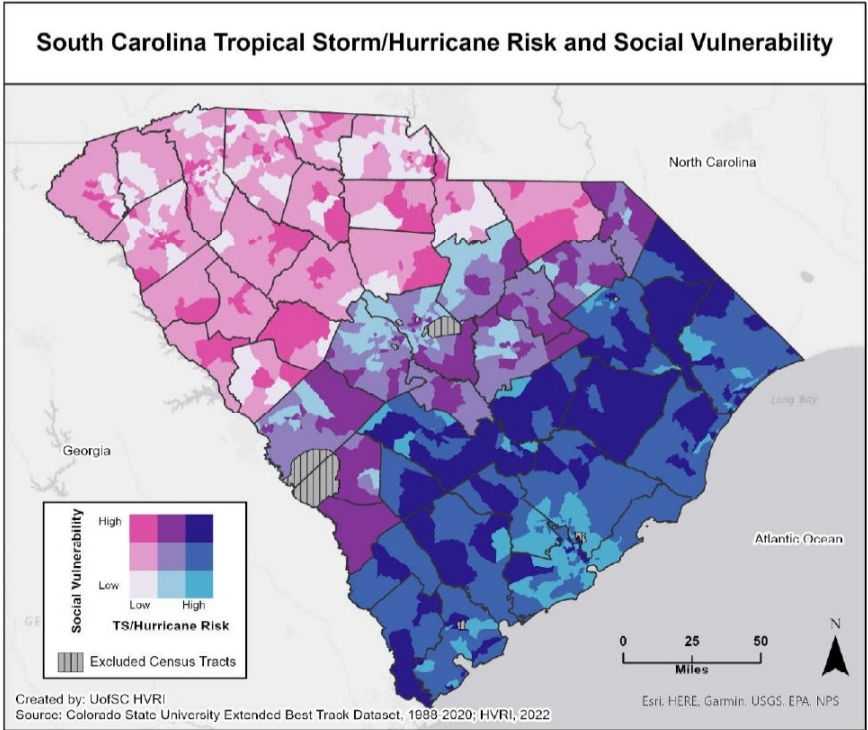 South Carolina Tropical Storm/Hurricane Risk and Social Vulnerability
North Carolina
Long Bay
Georgia
Atlantic Ocean
High
Social Vulnerability
Low
Low High
TS/Hurricane Risk
Excluded Census Tracts
GE
N
0 25 50
Miles
Created by: UofSC HVRI
Source: Colorado State University Extended Best Track Dataset, 1988-2020; HVRI, 2022
Esri, HERE, Garmin, USGS, EPA, NPS